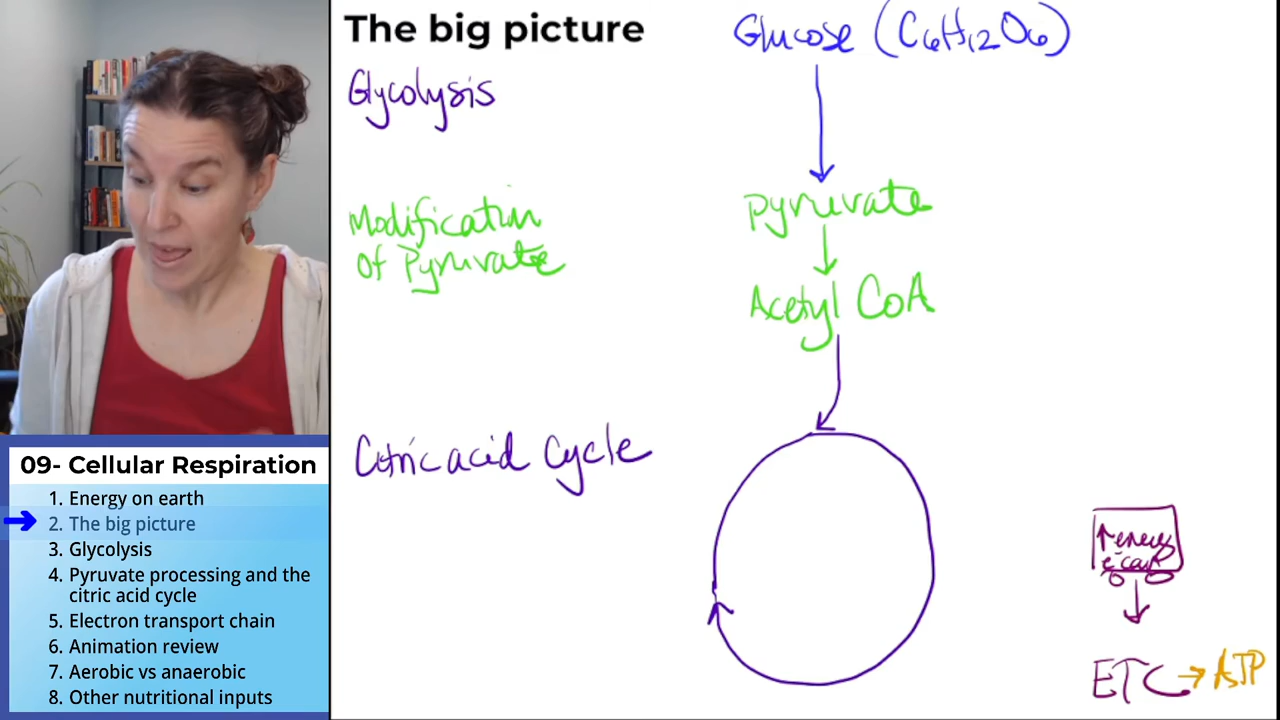 The big picture
Glucose (C6H12O6)
Glycolysis
Pyruvate
Modification
of Pyruvate
Acetyl CoA
Citric acid Cycle
↑energy
e- cart
ETC → ATP
09- Cellular Respiration
1. Energy on earth
2. The big picture
3. Glycolysis
4. Pyruvate processing and the
citric acid cycle
5. Electron transport chain
6. Animation review
7. Aerobic vs anaerobic
8. Other nutritional inputs